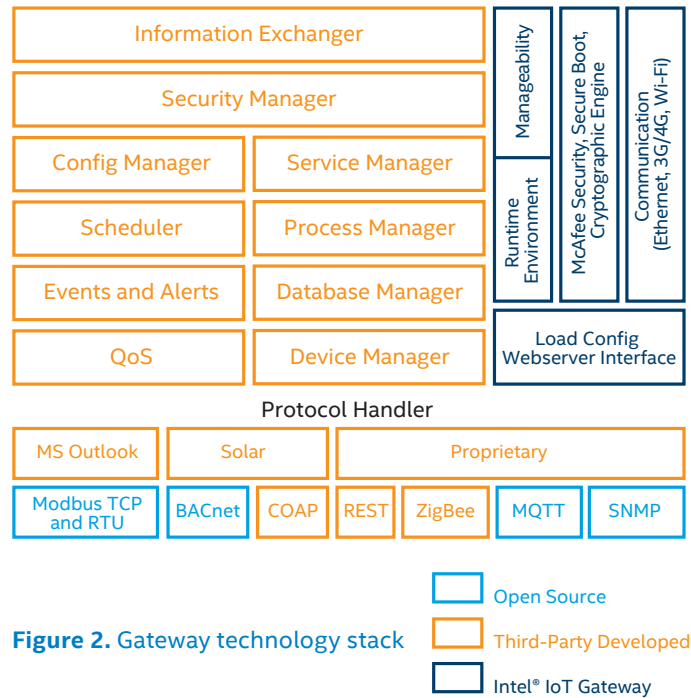 Information Exchanger
Security Manager
Config Manager
Service Manager
Scheduler
Process Manager
Events and Alerts
Database Manager
QoS
Device Manager
Manageability
Runtime
Environment
McAfee Security, Secure Boot,
Cryptographic Engine
Communication
(Ethernet, 3G/4G, Wi-Fi)
Load Config
Webserver Interface
Protocol Handler
MS Outlook
Solar
Proprietary
Modbus TCP
and RTU
BACnet
COAP
REST
ZigBee
MQTT
SNMP
Open Source
Third-Party Developed
Intel® IoT Gateway
Figure 2. Gateway technology stack